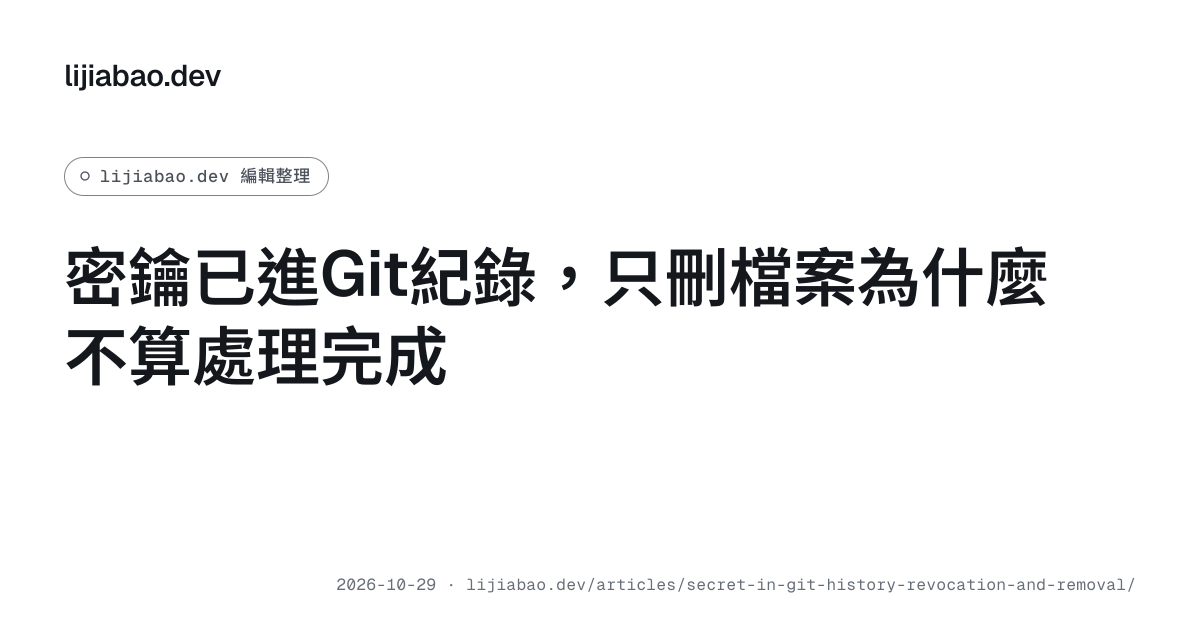 lijiabao.dev
lijiabao.dev 編輯整理
密鑰已進Git紀錄，只刪檔案為什麼
不算處理完成
2026-10-29 · lijiabao.dev/articles/secret-in-git-history-revocation-and-removal/